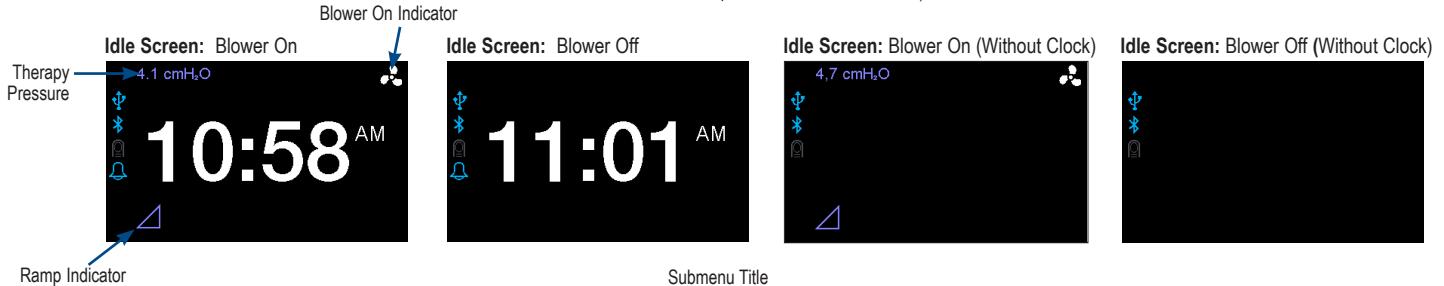 Blower On Indicator
Idle Screen: Blower On
Idle Screen: Blower Off
Idle Screen: Blower On (Without Clock)
Idle Screen: Blower Off (Without Clock)
Therapy
Pressure
4.1 cmH₂O
4,7 cmH₂O
10:58 AM
11:01 AM
Ramp Indicator
Submenu Title